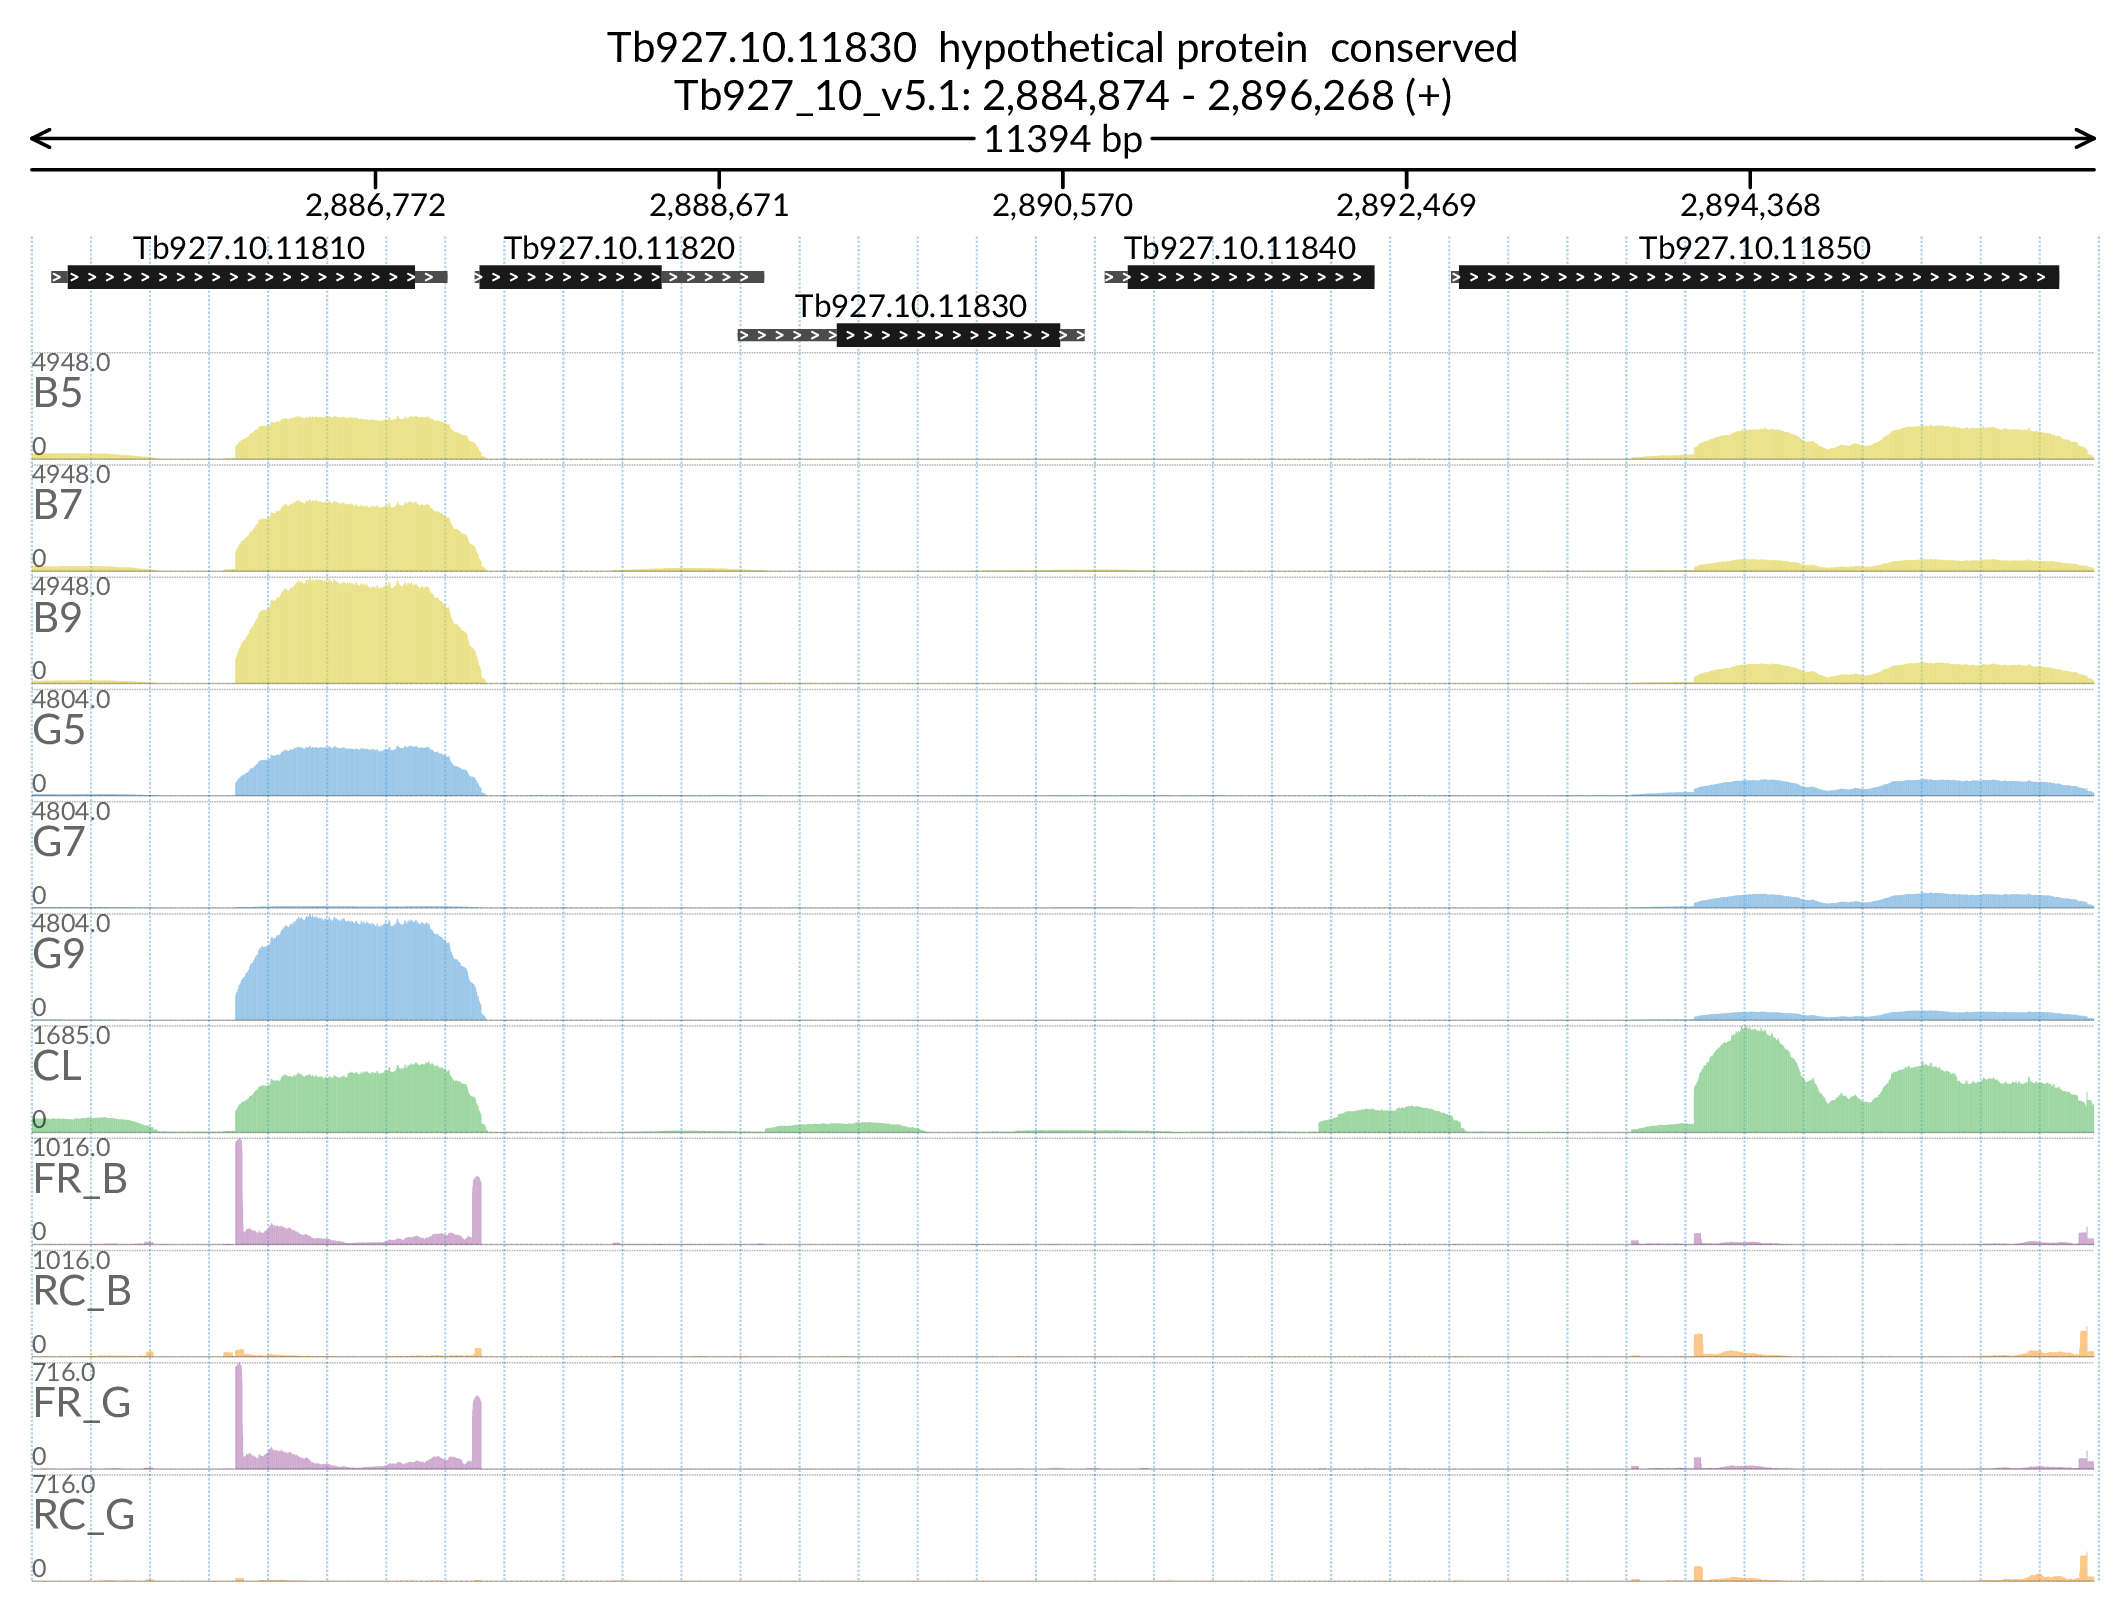 Tb927.10.11830  hypothetical protein  conserved
Tb927_10_v5.1: 2,884,874 - 2,896,268 (+)
11394 bp
2,886,772 2,888,671 2,890,570 2,892,469 2,894,368
Tb927.10.11810 Tb927.10.11820 Tb927.10.11840 Tb927.10.11850
Tb927.10.11830
4948.0
B5
0
4948.0
B7
0
4948.0
B9
0
4804.0
G5
0
4804.0
G7
0
4804.0
G9
0
1685.0
CL
0
1016.0
FR_B
0
1016.0
RC_B
0
716.0
FR_G
0
716.0
RC_G
0